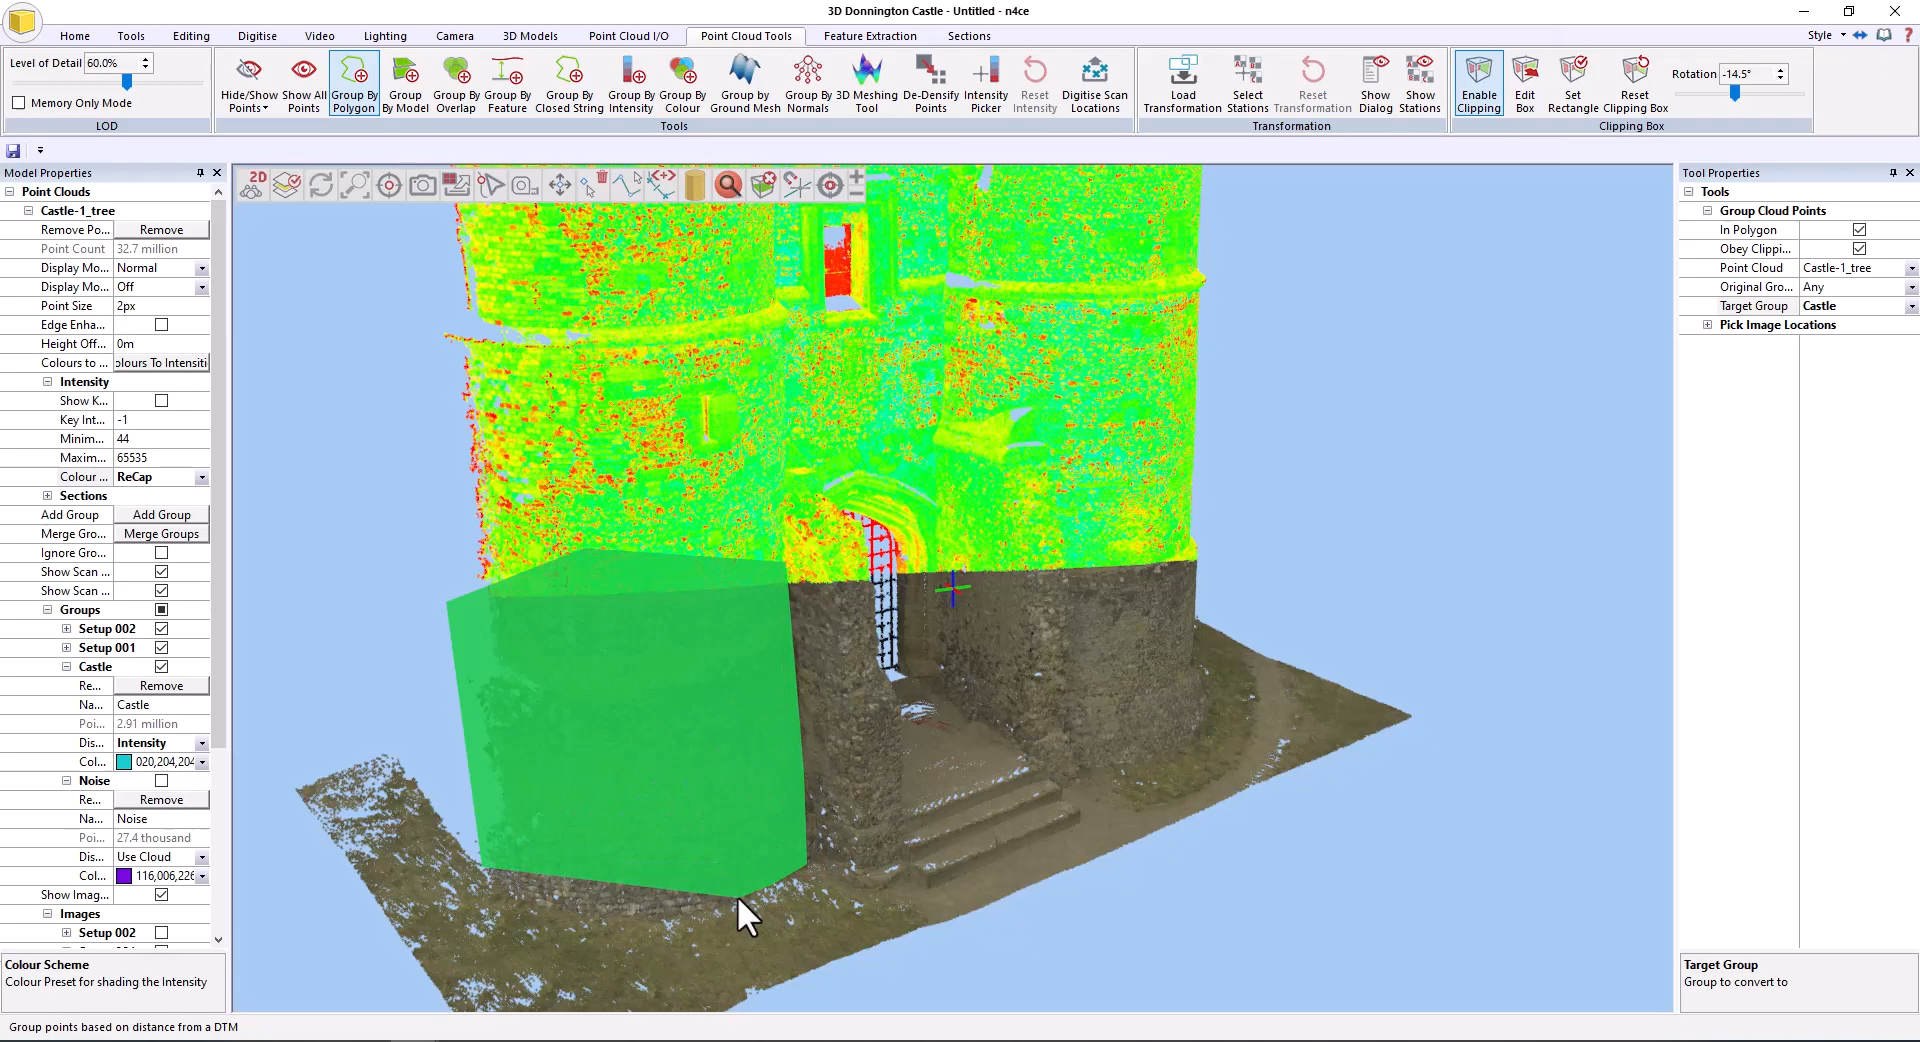 3D Donnington Castle - Untitled - n4ce
Home Tools Editing Digitise Video Lighting Camera 3D Models Point Cloud I/O Point Cloud Tools Feature Extraction Sections Style
Level of Detail 60.0%
Memory Only Mode
LOD
Hide/Show Points
Show All Points
Group By Polygon
Group By Model
Group By Overlap
Group By Feature
Group By Closed String
Group By Intensity
Group By Colour
Group by Ground Mesh
Group By Normals
3D Meshing Tool
De-Densify Points
Intensity Picker
Reset Intensity
Digitise Scan Locations
Tools
Load Transformation
Select Stations
Reset Transformation
Show Dialog
Show Stations
Transformation
Enable Clipping
Edit Box
Set Rectangle
Reset Clipping Box
Rotation -14.5°
Clipping Box
Model Properties
Point Clouds
Castle-1_tree
Remove Po... Remove
Point Count 32.7 million
Display Mo... Normal
Display Mo... Off
Point Size 2px
Edge Enha...
Height Off... 0m
Colours to ... olours To Intensiti
Intensity
Show K...
Key Int... -1
Minim... 44
Maxim... 65535
Colour ... ReCap
Sections
Add Group Add Group
Merge Gro... Merge Groups
Ignore Gro...
Show Scan ...
Show Scan ...
Groups
Setup 002
Setup 001
Castle
Re... Remove
Na... Castle
Poi... 2.91 million
Dis... Intensity
Col... 020,204,204
Noise
Re... Remove
Na... Noise
Poi... 27.4 thousand
Dis... Use Cloud
Col... 116,006,226
Show Imag...
Images
Setup 002
Colour Scheme
Colour Preset for shading the Intensity
2D
Tool Properties
Tools
Group Cloud Points
In Polygon
Obey Clippi...
Point Cloud Castle-1_tree
Original Gro... Any
Target Group Castle
Pick Image Locations
Target Group
Group to convert to
Group points based on distance from a DTM